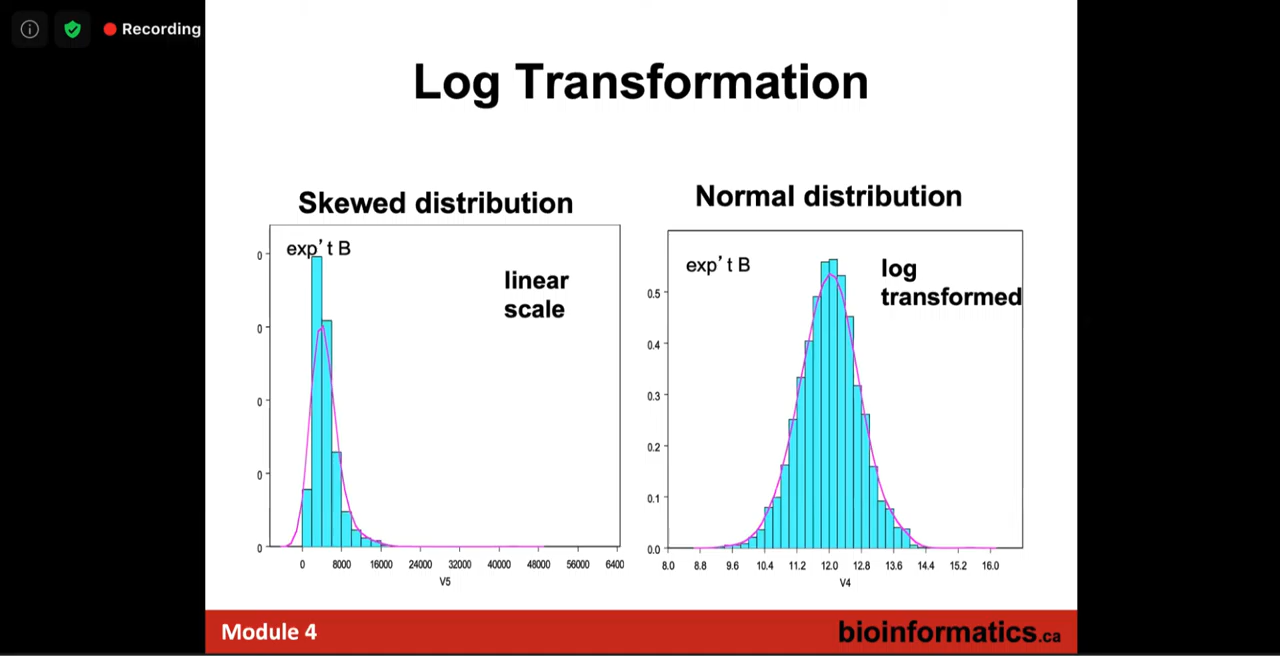 Recording
Log Transformation
Skewed distribution
exp't B
linear
scale
0
0
0
0
0
0 8000 16000 24000 32000 40000 48000 56000 6400
V5
Normal distribution
exp't B
log
transformed
0.5
0.4
0.3
0.2
0.1
0.0
8.0 8.8 9.6 10.4 11.2 12.0 12.8 13.6 14.4 15.2 16.0
V4
Module 4
bioinformatics.ca